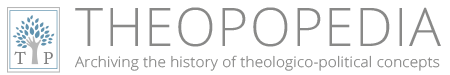 THEOPOPEDIA
Archiving the history of theologico-political concepts
T P